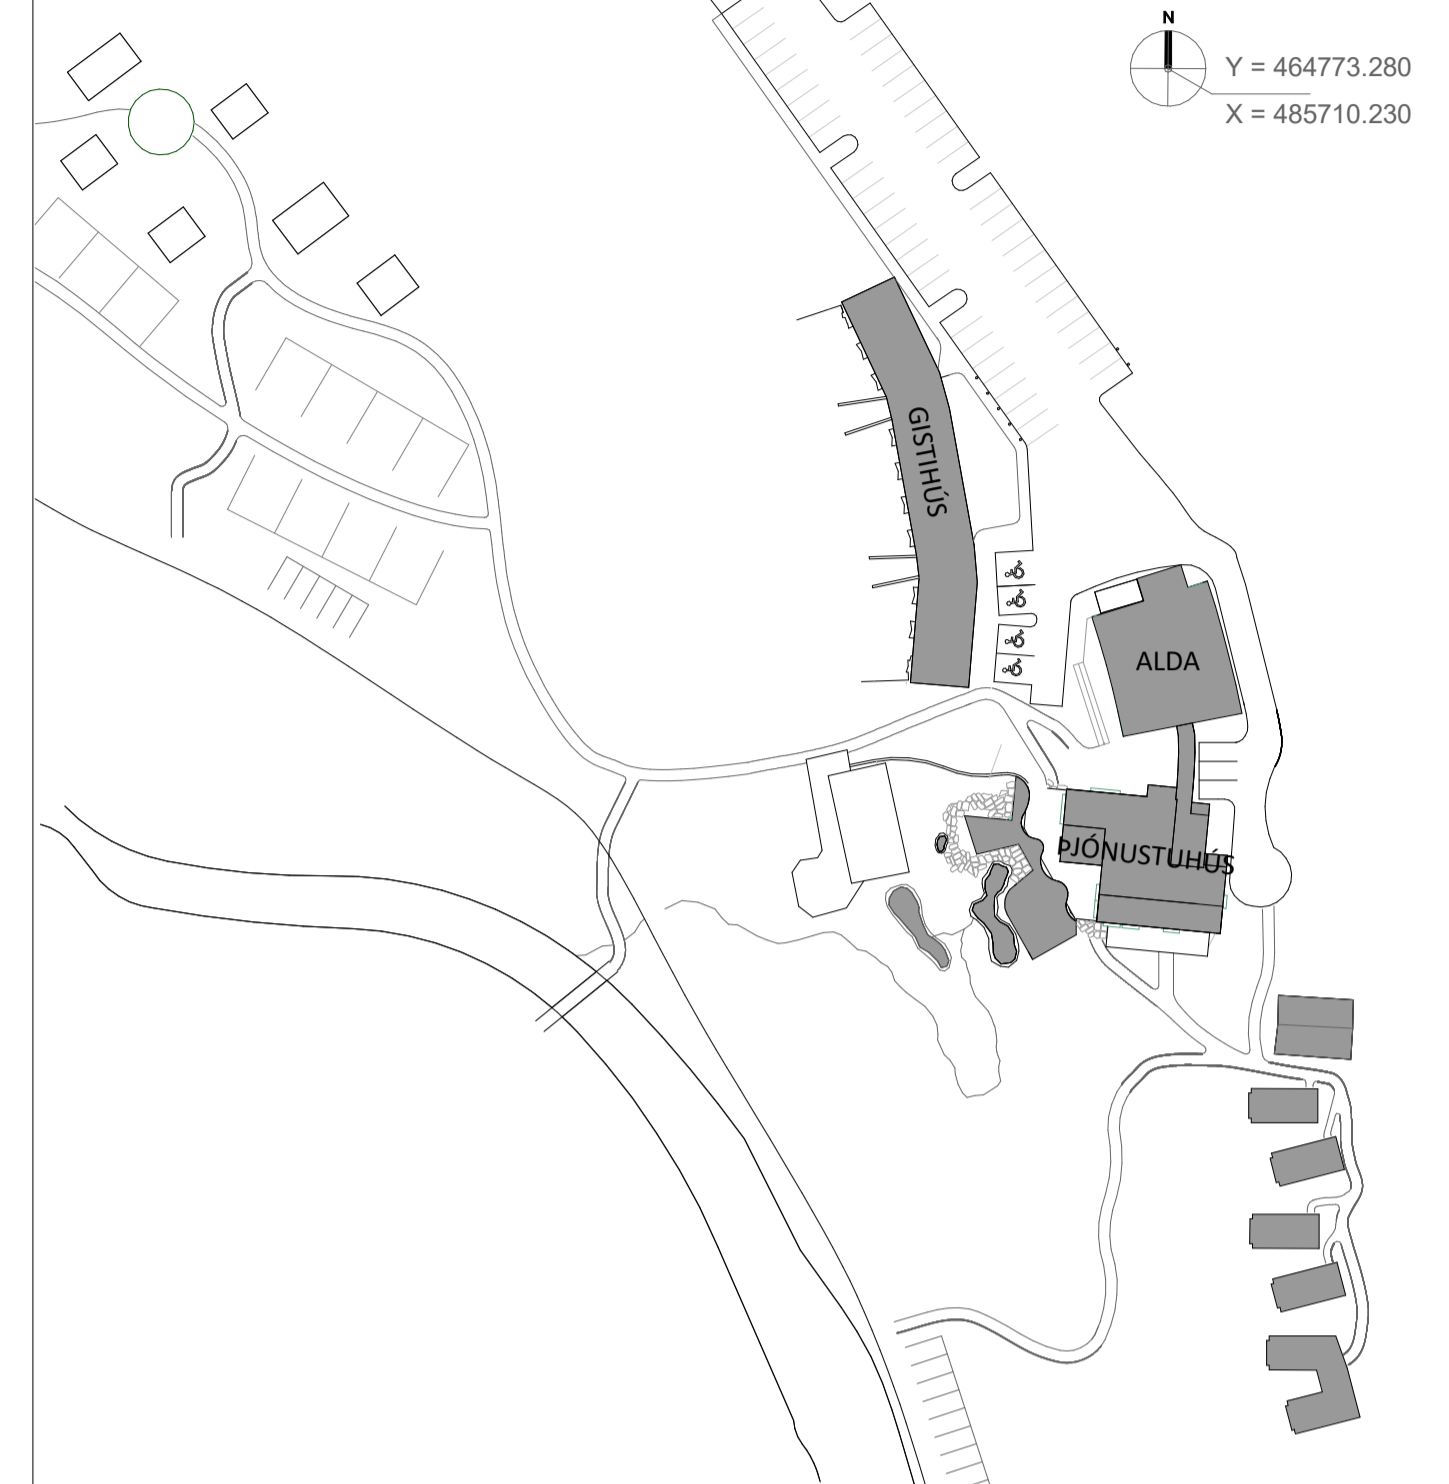 N
Y = 464773.280
X = 485710.230
GISTIHÚS
ALDA
ÞJÓNUSTUHÚS